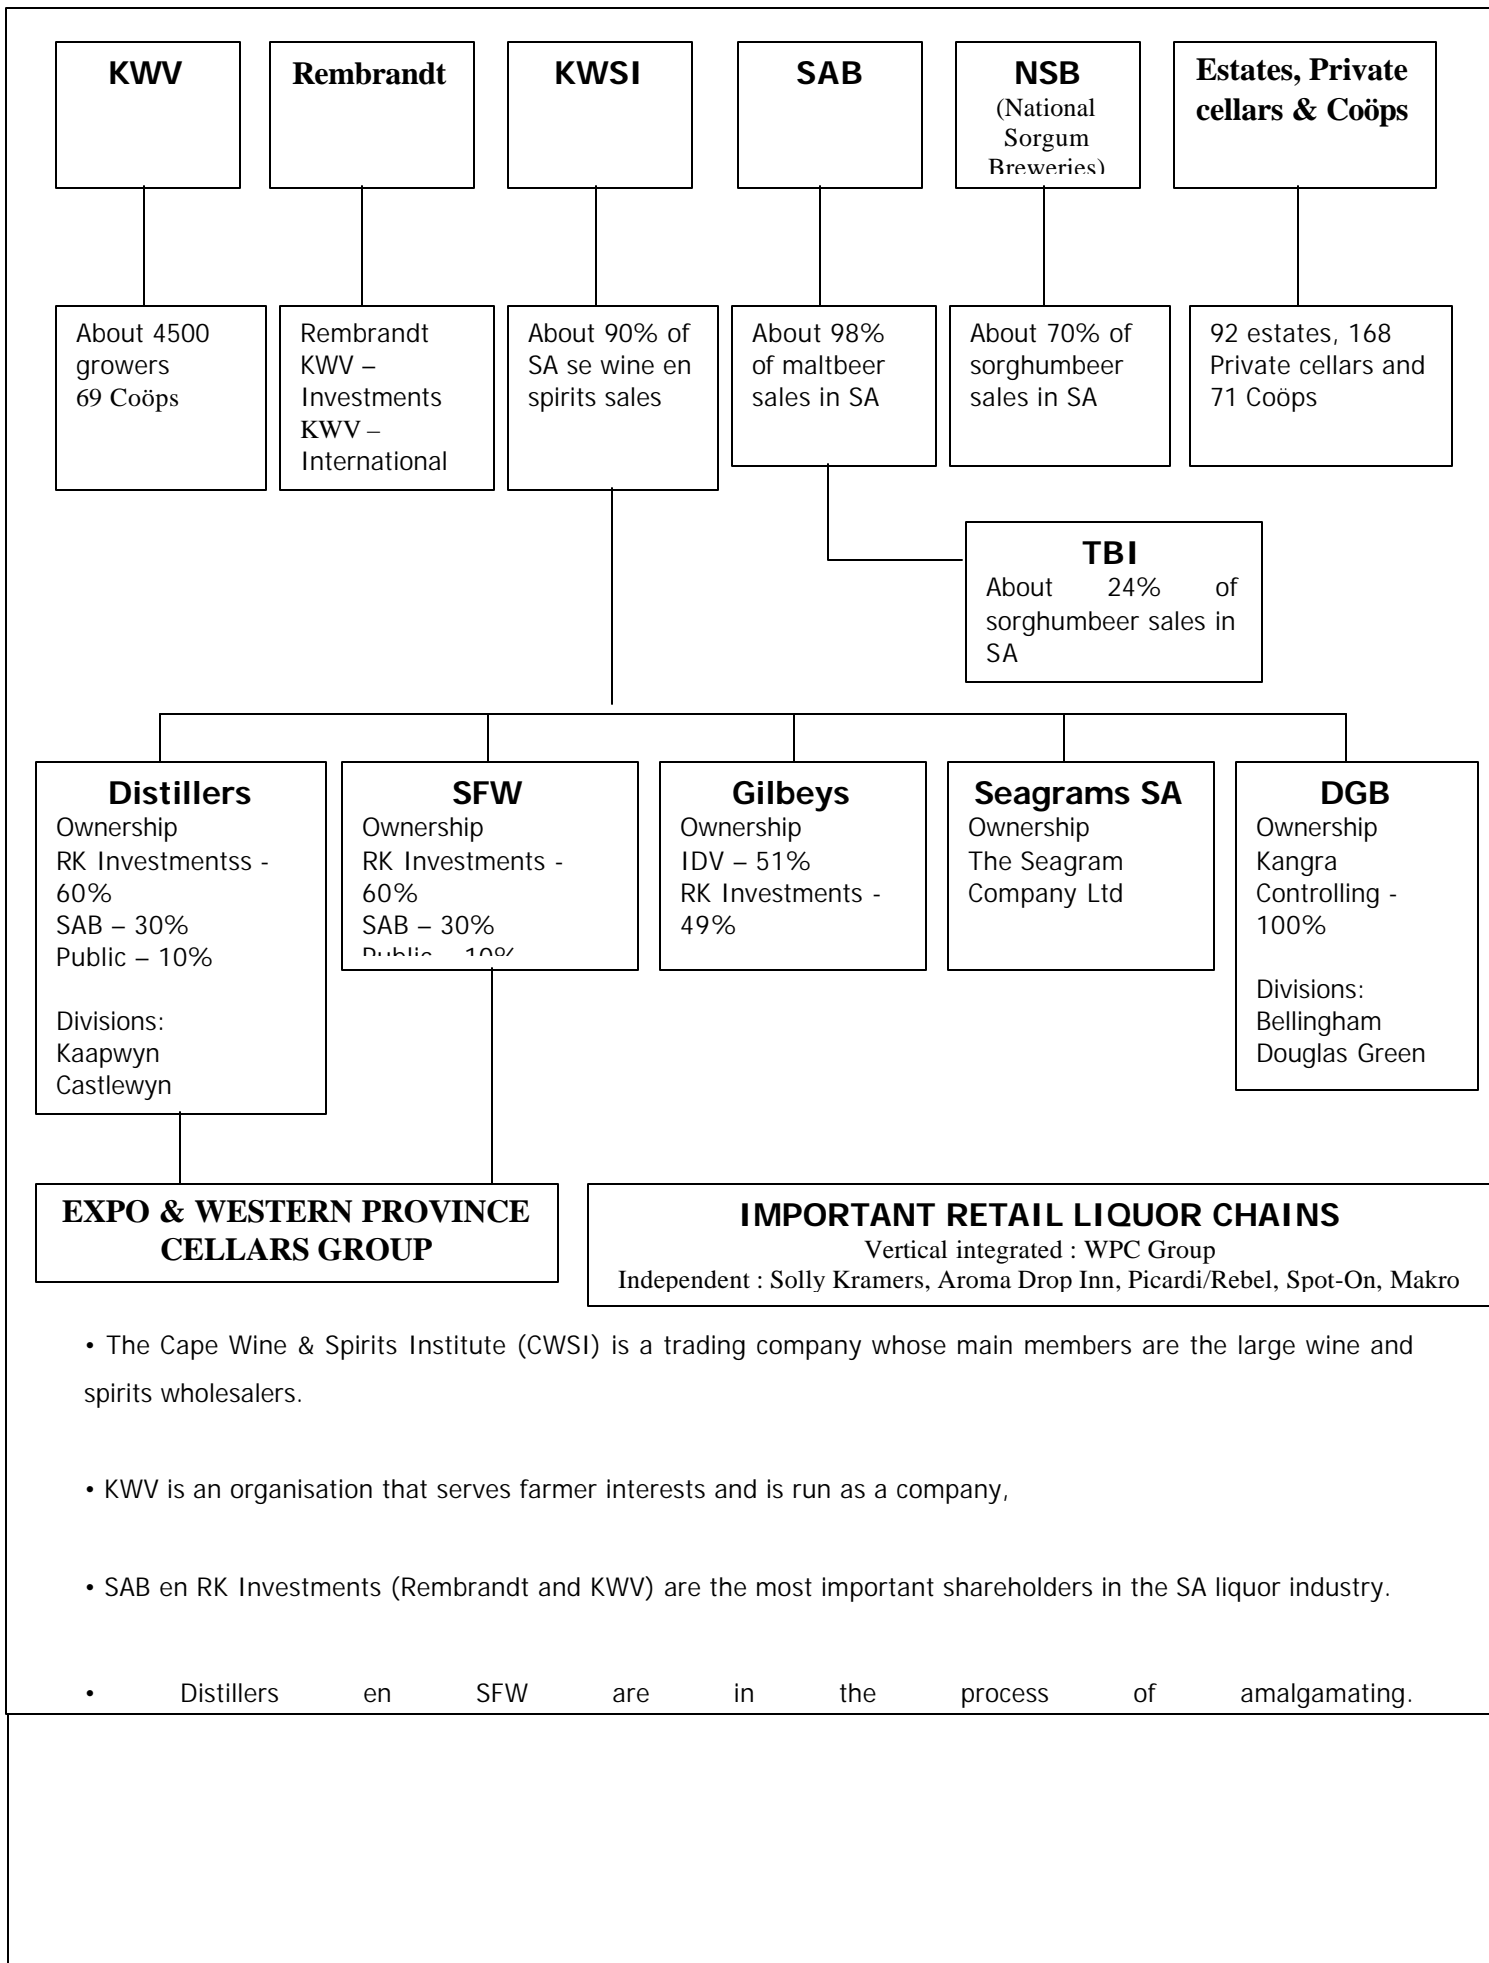 KWV
Rembrandt
KWSI
SAB
NSB
(National
Sorgum
Breweries)
Estates, Private
cellars & Coöps
About 4500
growers
69 Coöps
Rembrandt
KWV –
Investments
KWV –
International
About 90% of
SA se wine en
spirits sales
About 98%
of maltbeer
sales in SA
About 70% of
sorghumbeer
sales in SA
92 estates, 168
Private cellars and
71 Coöps
TBI
About 24% of
sorghumbeer sales in
SA
Distillers
Ownership
RK Investmentss -
60%
SAB – 30%
Public – 10%
Divisions:
Kaapwyn
Castlewyn
SFW
Ownership
RK Investments -
60%
SAB – 30%
Public – 10%
Gilbeys
Ownership
IDV – 51%
RK Investments -
49%
Seagrams SA
Ownership
The Seagram
Company Ltd
DGB
Ownership
Kangra
Controlling -
100%
Divisions:
Bellingham
Douglas Green
EXPO & WESTERN PROVINCE
CELLARS GROUP
IMPORTANT RETAIL LIQUOR CHAINS
Vertical integrated : WPC Group
Independent : Solly Kramers, Aroma Drop Inn, Picardi/Rebel, Spot-On, Makro
• The Cape Wine & Spirits Institute (CWSI) is a trading company whose main members are the large wine and
spirits wholesalers.
• KWV is an organisation that serves farmer interests and is run as a company,
• SAB en RK Investments (Rembrandt and KWV) are the most important shareholders in the SA liquor industry.
• Distillers en SFW are in the process of amalgamating.